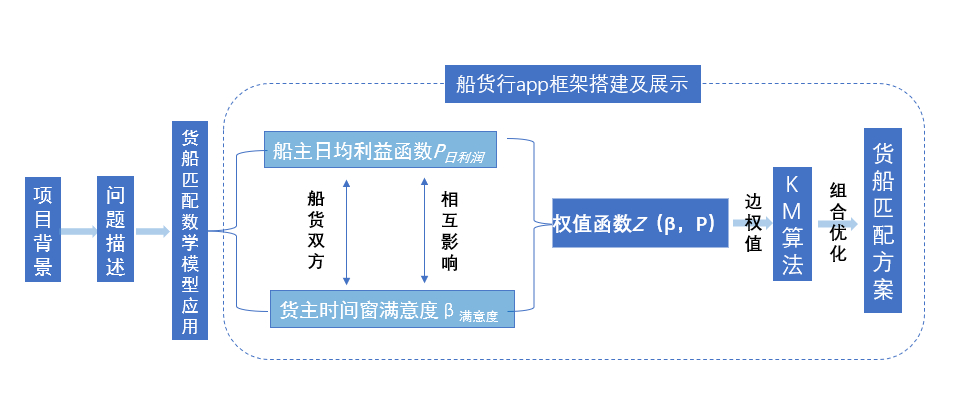 船货行app框架搭建及展示
项目背景
问题描述
货船匹配数学模型应用
船主日均利益函数P日利润
船货双方
相互影响
货主时间窗满意度β满意度
权值函数Z（β，P）
边权值
KM算法
组合优化
货船匹配方案